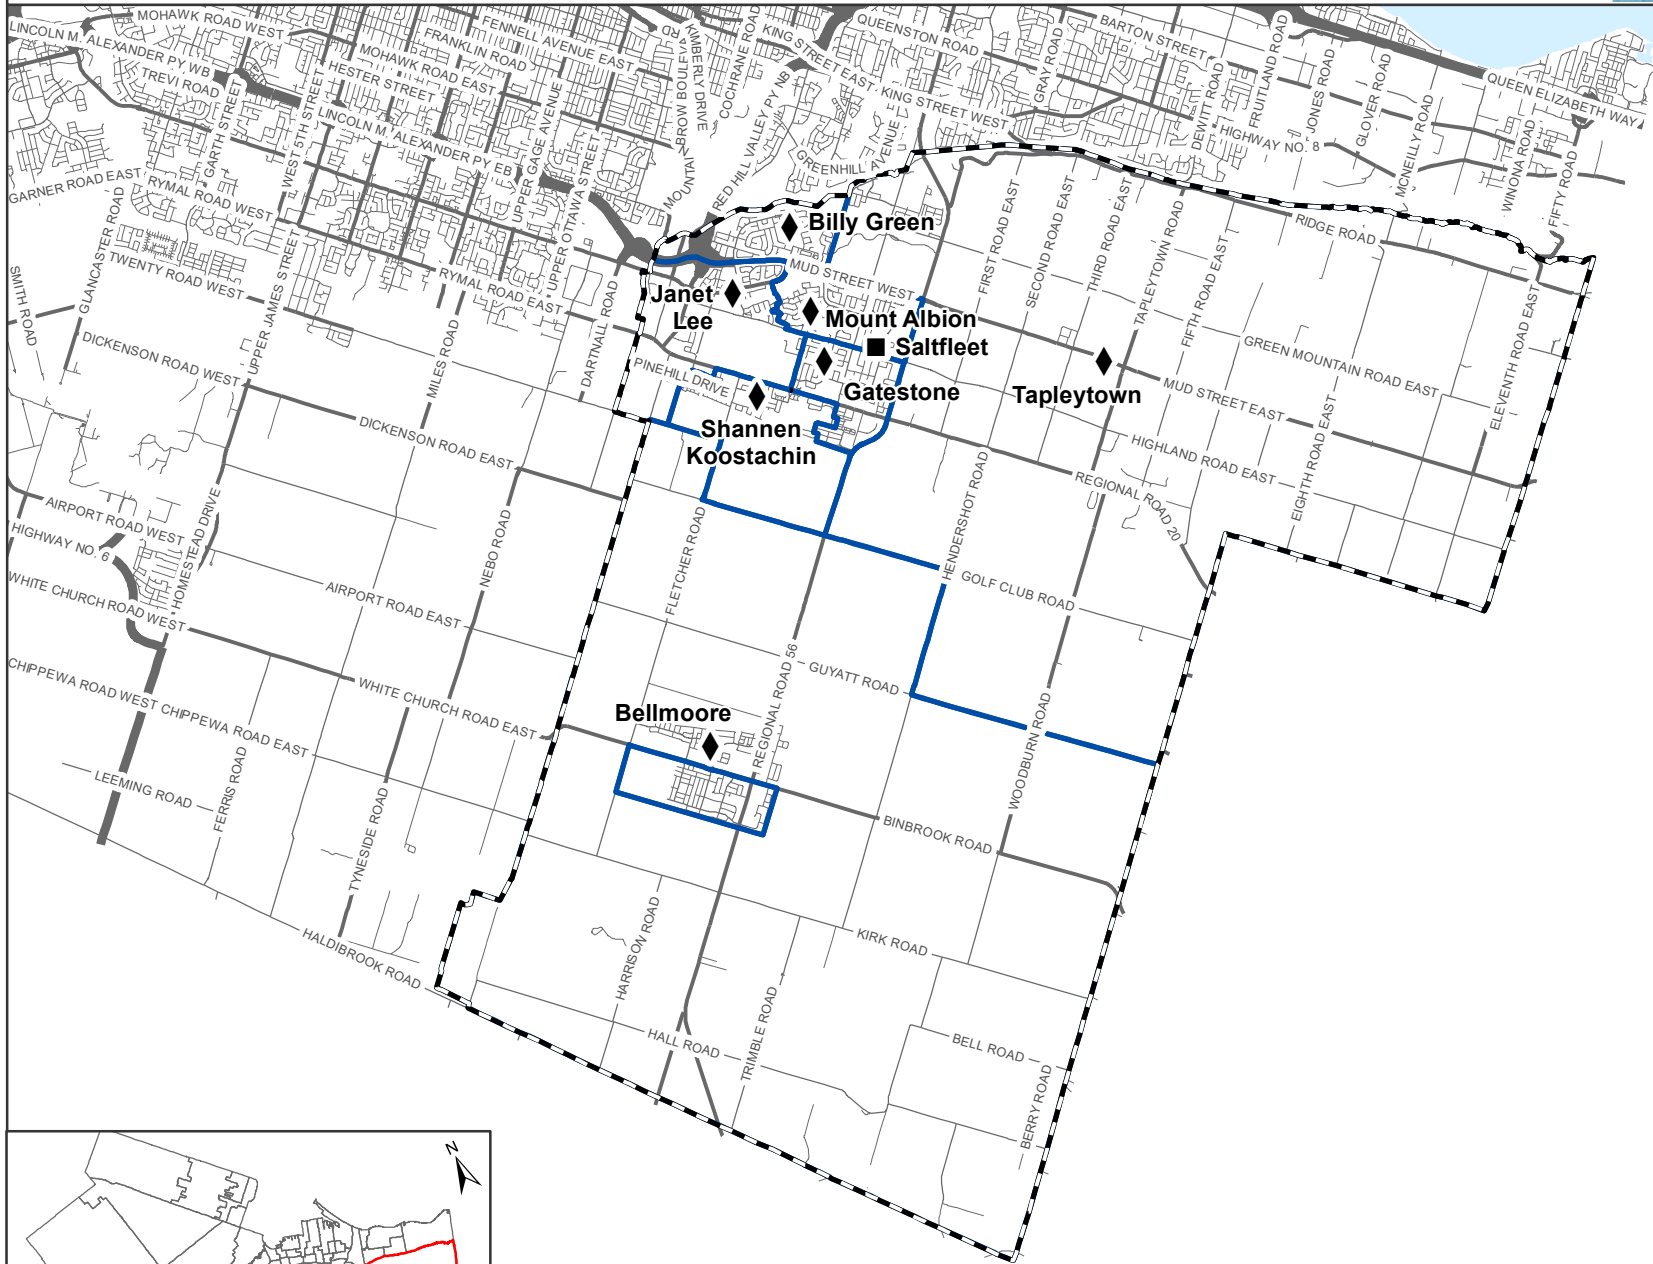 MOHAWK ROAD WEST
FENNELL AVENUE EAST
KIMBERLY DRIVE
COCHRANE ROAD
KING STREET EAST
QUEENSTON ROAD
GRAY ROAD
BARTON STREET
FRUITLAND ROAD
LINCOLN M. ALEXANDER PY WB
FRANKLIN ROAD
MOHAWK ROAD EAST
BROW BOULEVARD
JONES ROAD
GLOVER ROAD
QUEEN ELIZABETH WAY
TREVI ROAD
HESTER STREET
KING STREET WEST
DEWITT ROAD
HIGHWAY NO. 8
MCNEILLY ROAD
WINONA ROAD
FIFTY ROAD
GARTH STREET
WEST 5TH STREET
LINCOLN M. ALEXANDER PY EB
UPPER GAGE AVENUE
UPPER OTTAWA STREET
MOUNTAIN
RED HILL VALLEY PY NB
GREENHILL AVENUE
GARNER ROAD EAST
RYMAL ROAD WEST
GLANCASTER ROAD
FIRST ROAD EAST
SECOND ROAD EAST
THIRD ROAD EAST
TAPLEYTOWN ROAD
FIFTH ROAD EAST
RIDGE ROAD
Billy Green
SMITH ROAD
TWENTY ROAD WEST
UPPER JAMES STREET
RYMAL ROAD EAST
DARTNALL ROAD
MUD STREET WEST
Janet
Lee
Mount Albion
Saltfleet
GREEN MOUNTAIN ROAD EAST
ELEVENTH ROAD EAST
DICKENSON ROAD WEST
MILES ROAD
PINEHILL DRIVE
Gatestone
Tapleytown
MUD STREET EAST
DICKENSON ROAD EAST
Shannen
Koostachin
HIGHLAND ROAD EAST
EIGHTH ROAD EAST
REGIONAL ROAD 20
AIRPORT ROAD WEST
HIGHWAY NO. 6
HOMESTEAD DRIVE
NEBO ROAD
FLETCHER ROAD
HENDERSHOT ROAD
GOLF CLUB ROAD
WHITE CHURCH ROAD WEST
AIRPORT ROAD EAST
CHIPPEWA ROAD WEST
CHIPPEWA ROAD EAST
WHITE CHURCH ROAD EAST
GUYATT ROAD
REGIONAL ROAD 56
Bellmoore
WOODBURN ROAD
LEEMING ROAD
FERRIS ROAD
TYNESIDE ROAD
BINBROOK ROAD
HALDIBROOK ROAD
HARRISON ROAD
KIRK ROAD
TRIMBLE ROAD
HALL ROAD
BELL ROAD
BERRY ROAD
N